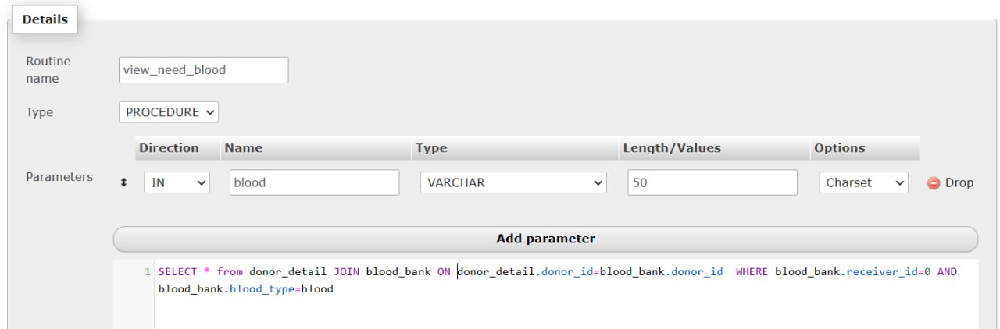 Details
Routine name
view_need_blood
Type
PROCEDURE
Direction Name Type Length/Values Options
Parameters IN blood VARCHAR 50 Charset Drop
Add parameter
1 SELECT * from donor_detail JOIN blood_bank ON donor_detail.donor_id=blood_bank.donor_id  WHERE blood_bank.receiver_id=0 AND
blood_bank.blood_type=blood